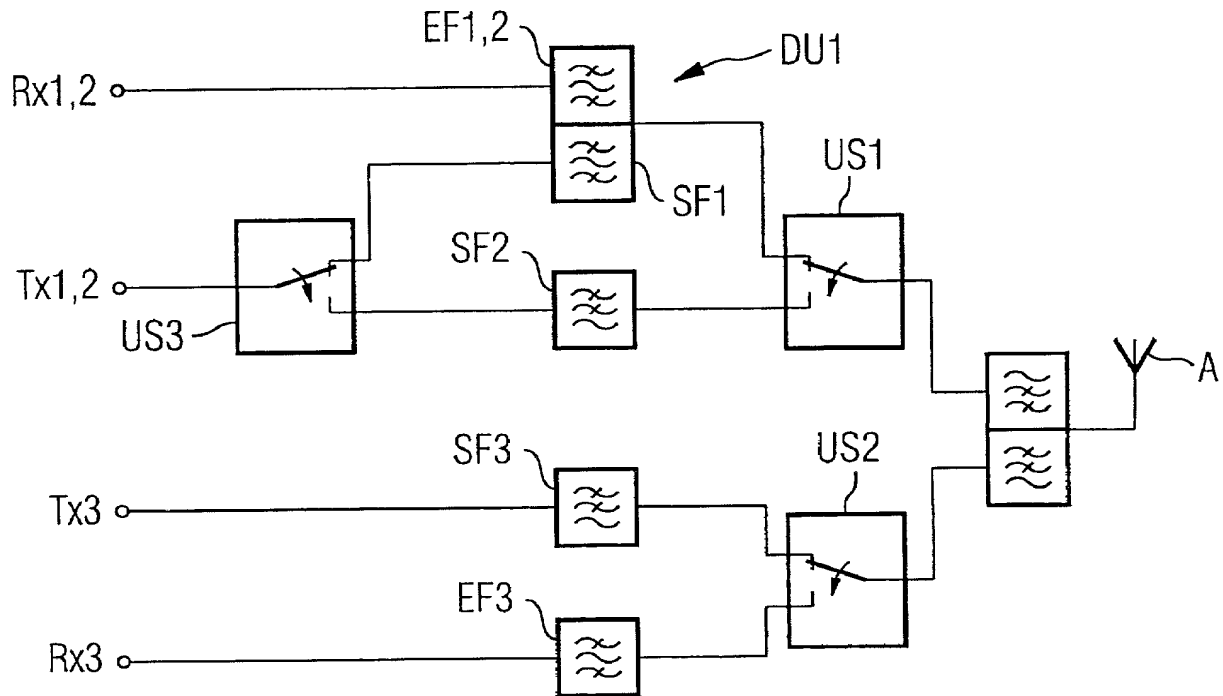 EF1,2
DU1
Rx1,2
US1
SF1
SF2
Tx1,2
US3
A
SF3
US2
Tx3
EF3
Rx3